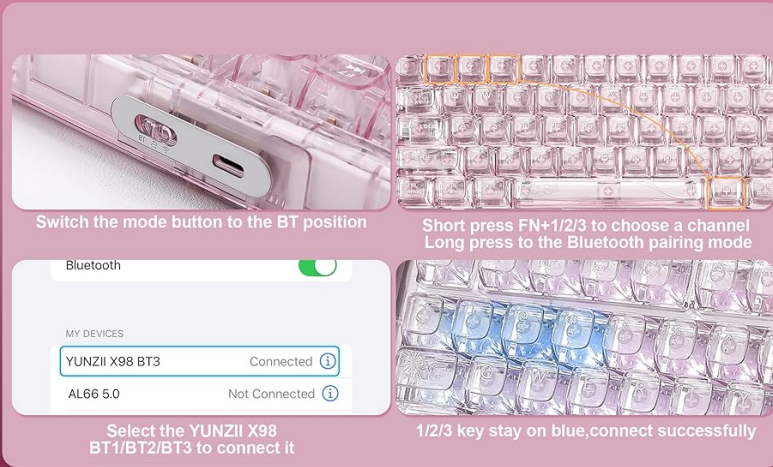 BT
Switch the mode button to the BT position
Short press FN+1/2/3 to choose a channel
Long press to the Bluetooth pairing mode
Bluetooth
MY DEVICES
YUNZII X98 BT3 Connected
AL66 5.0 Not Connected
Select the YUNZII X98
BT1/BT2/BT3 to connect it
1/2/3 key stay on blue,connect successfully